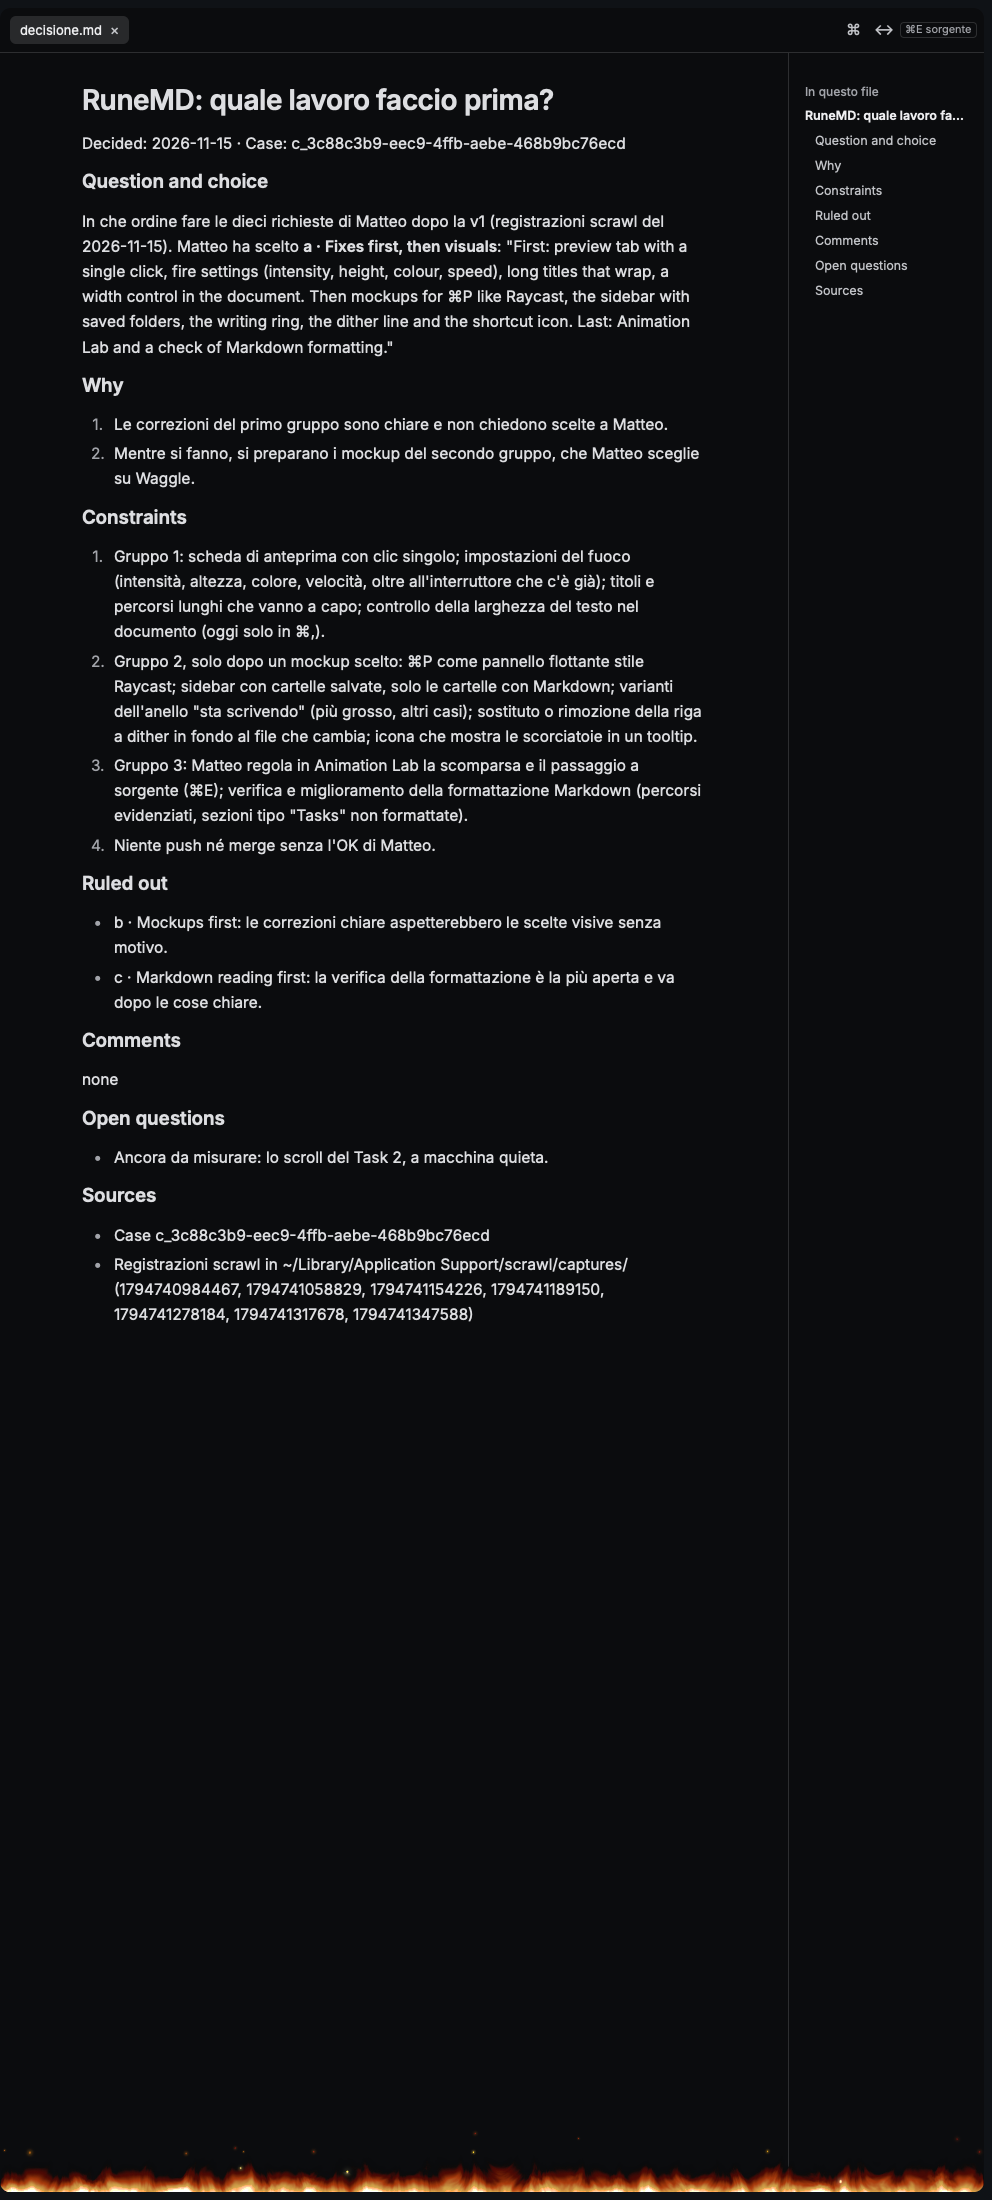 decisione.md ×
⌘ ↔ ⌘E sorgente
RuneMD: quale lavoro faccio prima?
Decided: 2026-11-15 · Case: c_3c88c3b9-eec9-4ffb-aebe-468b9bc76ecd
Question and choice
In che ordine fare le dieci richieste di Matteo dopo la v1 (registrazioni scrawl del
2026-11-15). Matteo ha scelto a · Fixes first, then visuals: "First: preview tab with a
single click, fire settings (intensity, height, colour, speed), long titles that wrap, a
width control in the document. Then mockups for ⌘P like Raycast, the sidebar with
saved folders, the writing ring, the dither line and the shortcut icon. Last: Animation
Lab and a check of Markdown formatting."
Why
1. Le correzioni del primo gruppo sono chiare e non chiedono scelte a Matteo.
2. Mentre si fanno, si preparano i mockup del secondo gruppo, che Matteo sceglie
su Waggle.
Constraints
1. Gruppo 1: scheda di anteprima con clic singolo; impostazioni del fuoco
(intensità, altezza, colore, velocità, oltre all'interruttore che c'è già); titoli e
percorsi lunghi che vanno a capo; controllo della larghezza del testo nel
documento (oggi solo in ⌘,).
2. Gruppo 2, solo dopo un mockup scelto: ⌘P come pannello flottante stile
Raycast; sidebar con cartelle salvate, solo le cartelle con Markdown; varianti
dell'anello "sta scrivendo" (più grosso, altri casi); sostituto o rimozione della riga
a dither in fondo al file che cambia; icona che mostra le scorciatoie in un tooltip.
3. Gruppo 3: Matteo regola in Animation Lab la scomparsa e il passaggio a
sorgente (⌘E); verifica e miglioramento della formattazione Markdown (percorsi
evidenziati, sezioni tipo "Tasks" non formattate).
4. Niente push né merge senza l'OK di Matteo.
Ruled out
• b · Mockups first: le correzioni chiare aspetterebbero le scelte visive senza
motivo.
• c · Markdown reading first: la verifica della formattazione è la più aperta e va
dopo le cose chiare.
Comments
none
Open questions
• Ancora da misurare: lo scroll del Task 2, a macchina quieta.
Sources
• Case c_3c88c3b9-eec9-4ffb-aebe-468b9bc76ecd
• Registrazioni scrawl in ~/Library/Application Support/scrawl/captures/
(1794740984467, 1794741058829, 1794741154226, 1794741189150,
1794741278184, 1794741317678, 1794741347588)
In questo file
RuneMD: quale lavoro fa...
Question and choice
Why
Constraints
Ruled out
Comments
Open questions
Sources